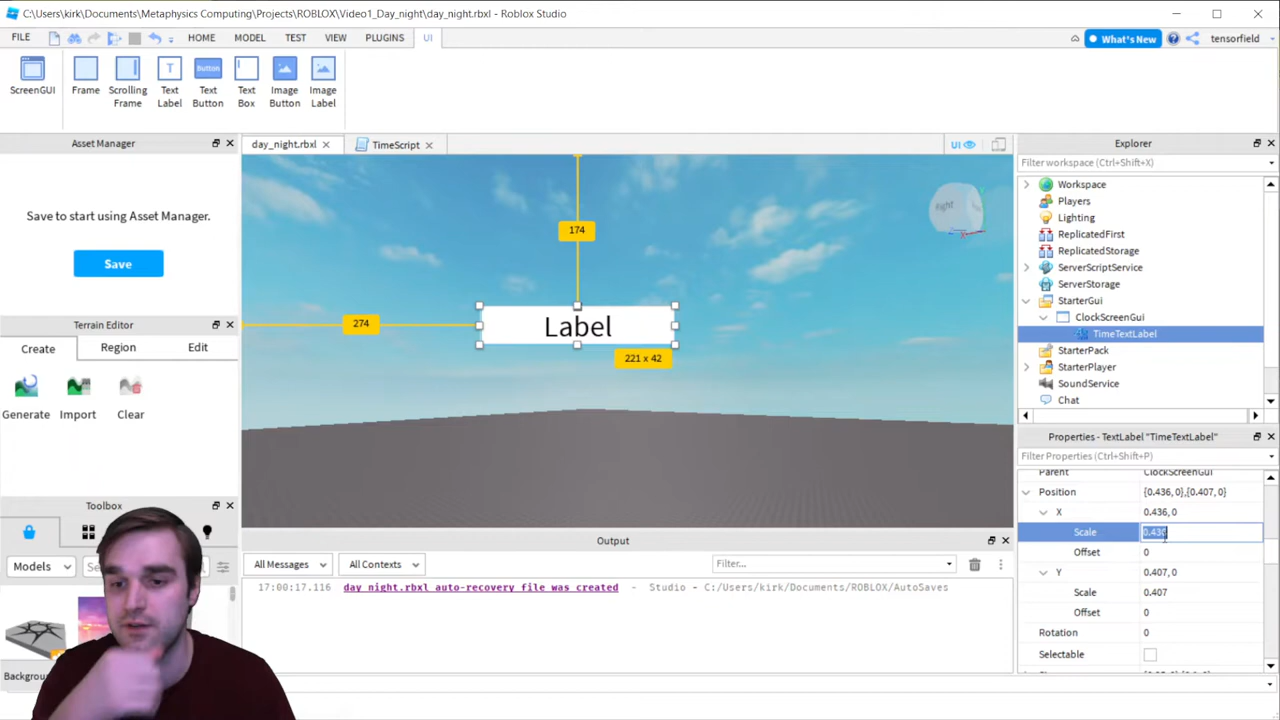 C:\Users\kirk\Documents\Metaphysics Computing\Projects\ROBLOX\Video1_Day_night\day_night.rbxl - Roblox Studio
FILE
HOME
MODEL
TEST
VIEW
PLUGINS
UI
What's New
tensorfield
ScreenGUI
Frame
Scrolling
Frame
Text
Label
Button
Text
Button
Text
Box
Image
Button
Image
Label
Asset Manager
day_night.rbxl
TimeScript
UI
Explorer
Filter workspace (Ctrl+Shift+X)
Save to start using Asset Manager.
Save
Terrain Editor
Create
Region
Edit
Generate
Import
Clear
Toolbox
Models
Backgrou
174
274
Label
221 x 42
Right
Workspace
Players
Lighting
ReplicatedFirst
ReplicatedStorage
ServerScriptService
ServerStorage
StarterGui
ClockScreenGui
TimeTextLabel
StarterPack
StarterPlayer
SoundService
Chat
Properties - TextLabel "TimeTextLabel"
Filter Properties (Ctrl+Shift+P)
Parent ClockScreenGui
Position {0.436, 0},{0.407, 0}
X 0.436, 0
Scale 0.436
Offset 0
Y 0.407, 0
Scale 0.407
Offset 0
Rotation 0
Selectable
Output
All Messages
All Contexts
Filter...
17:00:17.116 day_night.rbxl auto-recovery file was created - Studio - C:/Users/kirk/Documents/ROBLOX/AutoSaves